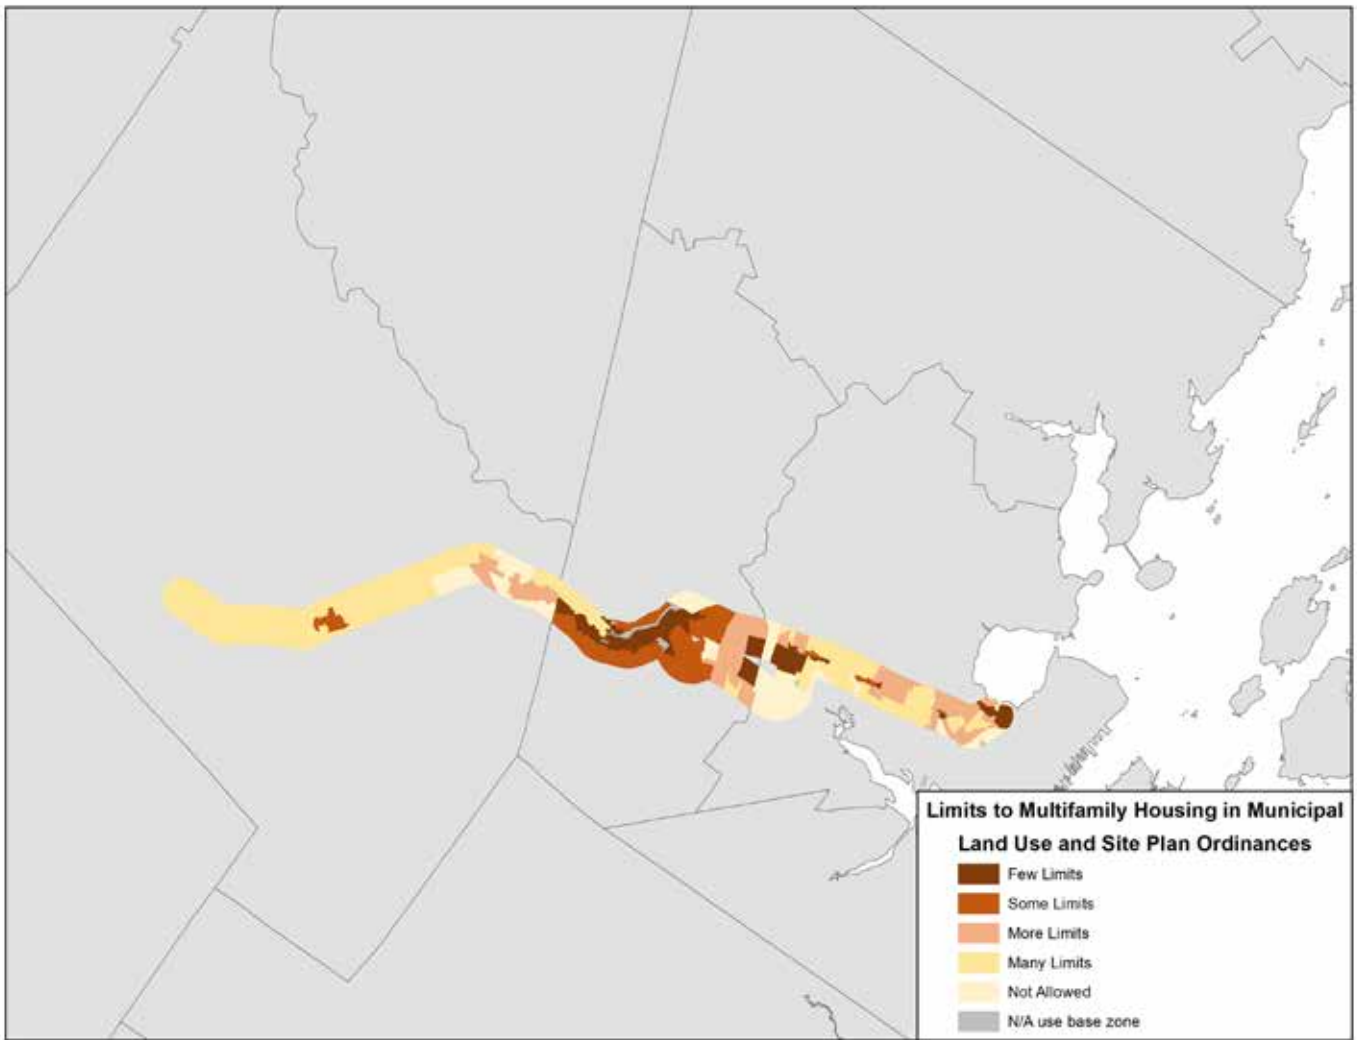 Limits to Multifamily Housing in Municipal
Land Use and Site Plan Ordinances
Few Limits
Some Limits
More Limits
Many Limits
Not Allowed
N/A use base zone